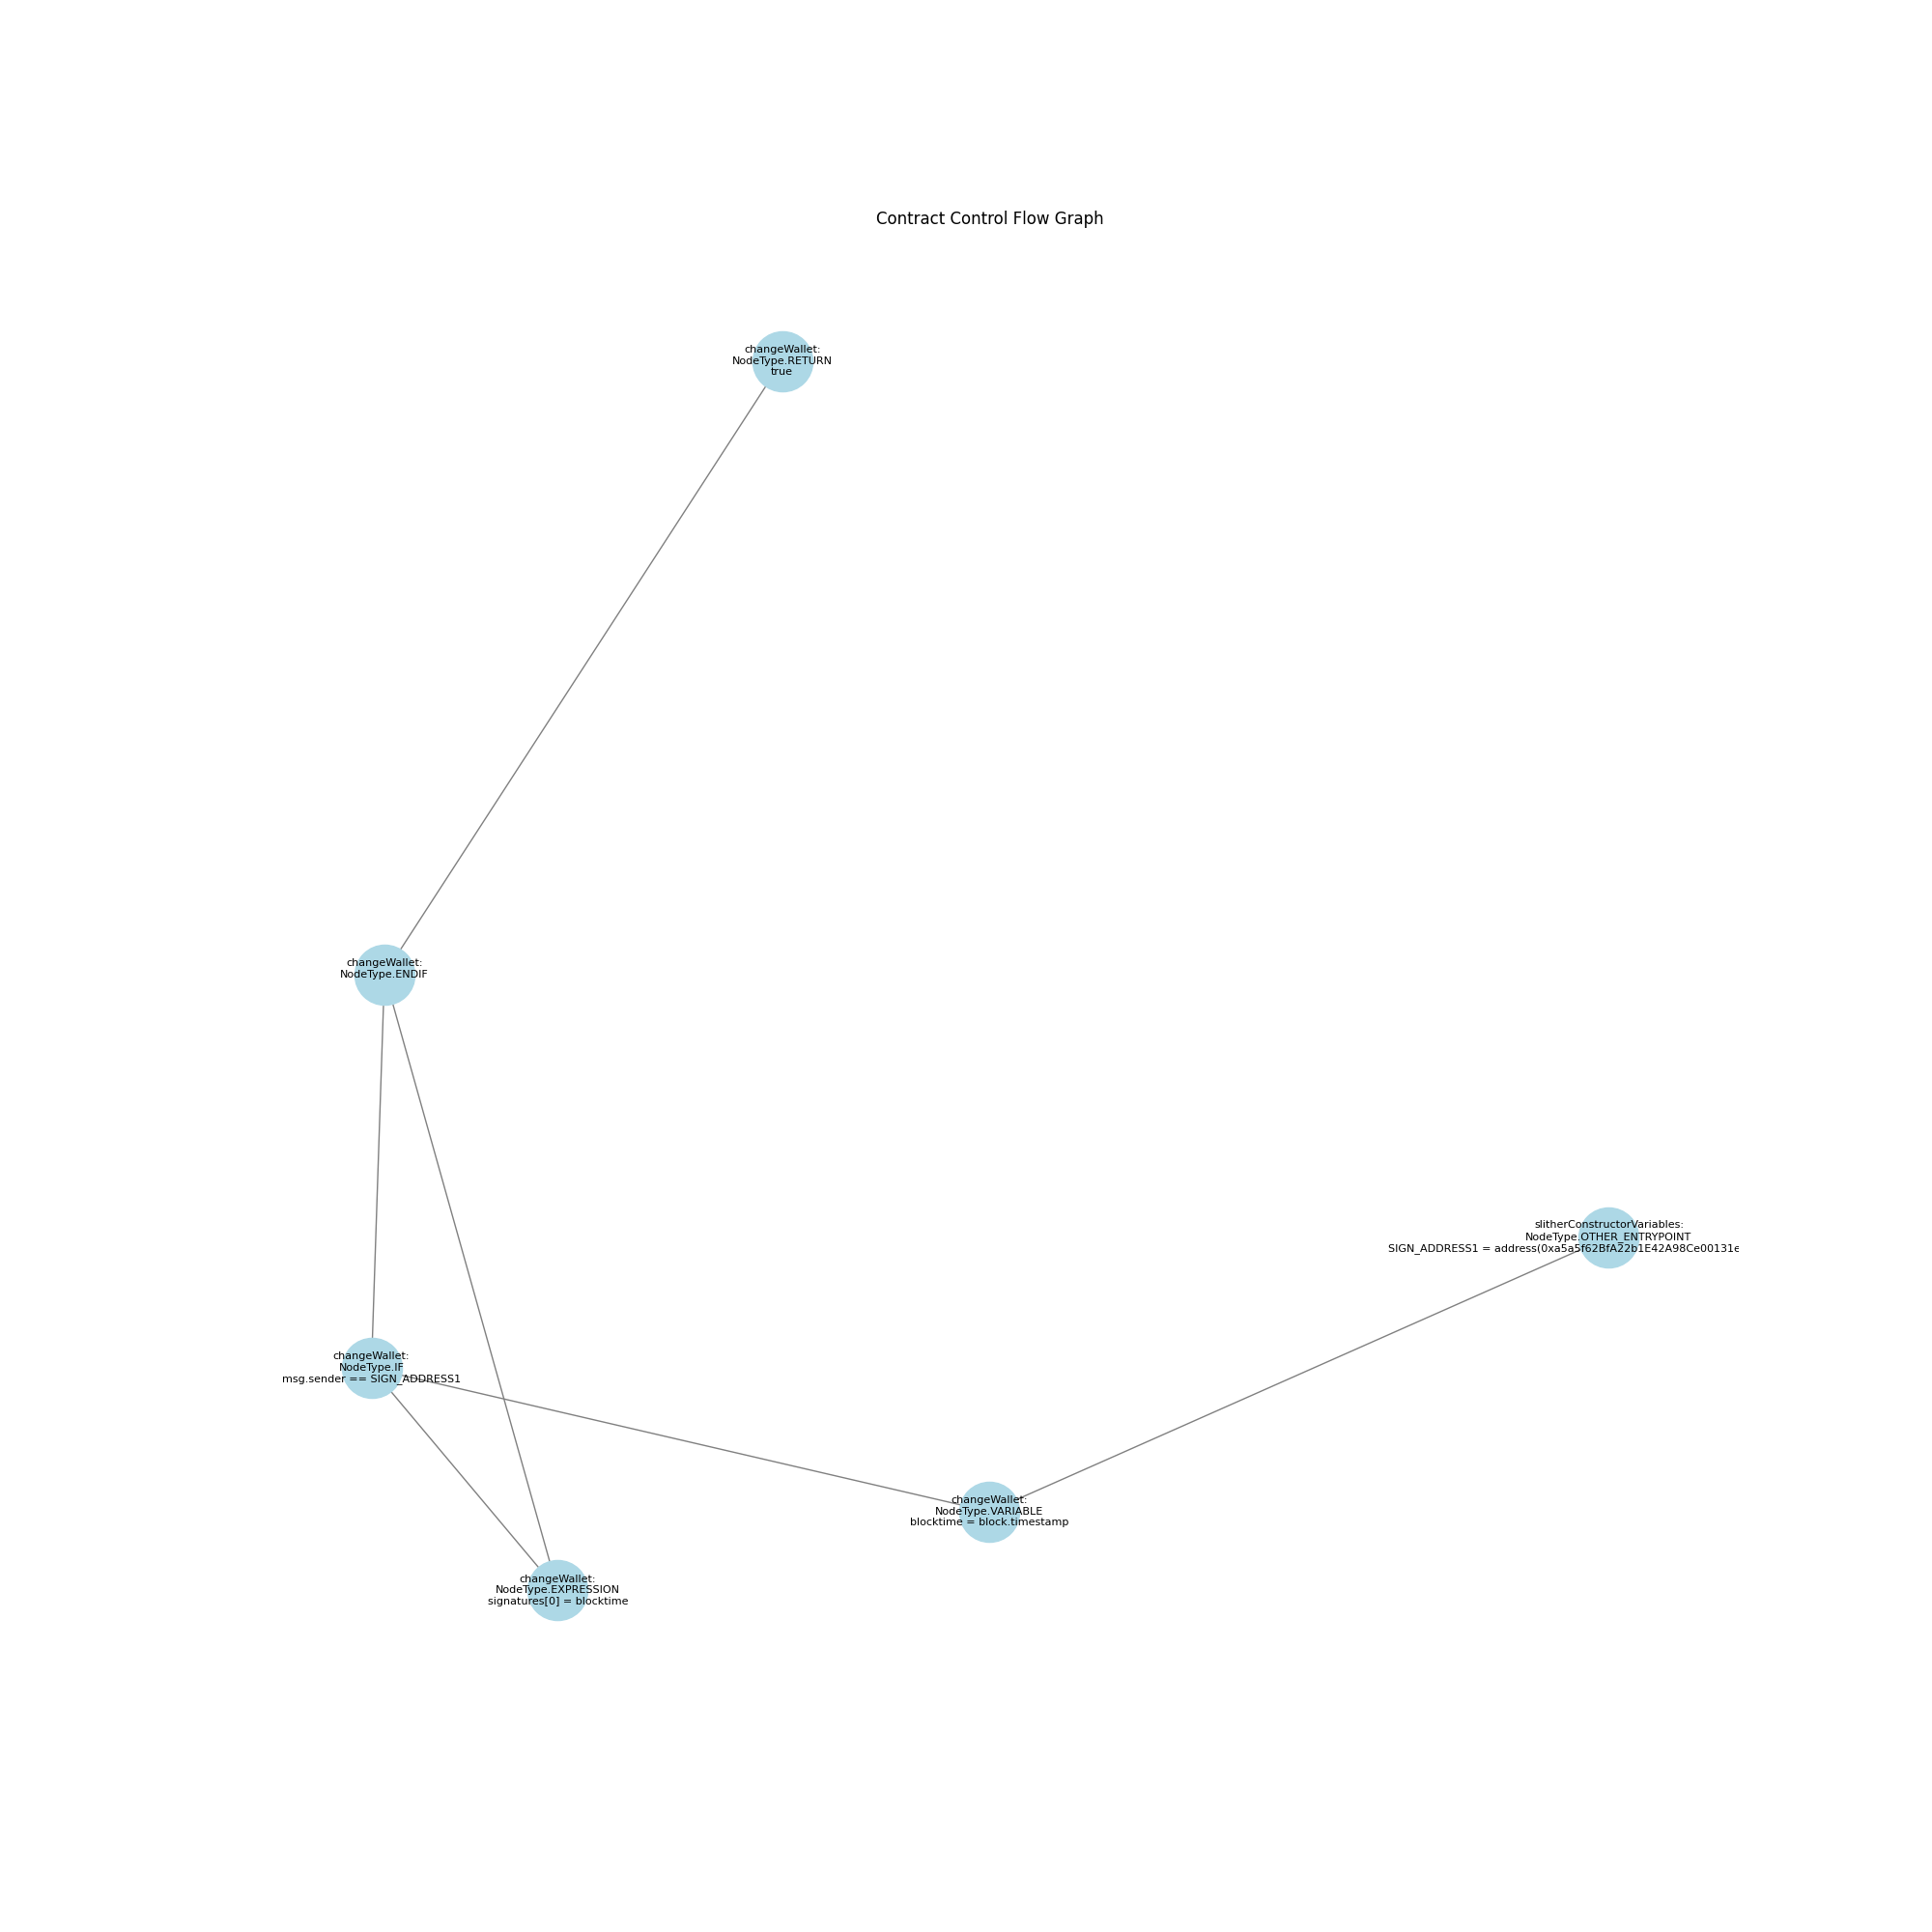 Contract Control Flow Graph
changeWallet:
NodeType.RETURN
true
changeWallet:
NodeType.ENDIF
slitherConstructorVariables:
NodeType.OTHER_ENTRYPOINT
SIGN_ADDRESS1 = address(0xa5a5f62BfA22b1E42A98Ce00131e
changeWallet:
NodeType.IF
msg.sender == SIGN_ADDRESS1
changeWallet:
NodeType.VARIABLE
blocktime = block.timestamp
changeWallet:
NodeType.EXPRESSION
signatures[0] = blocktime